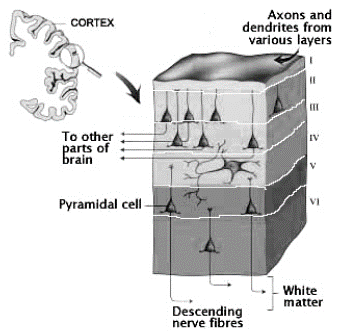 CORTEX
Axons and
dendrites from
various layers
I
II
III
IV
V
VI
To other
parts of
brain
Pyramidal cell
White
matter
Descending
nerve fibres